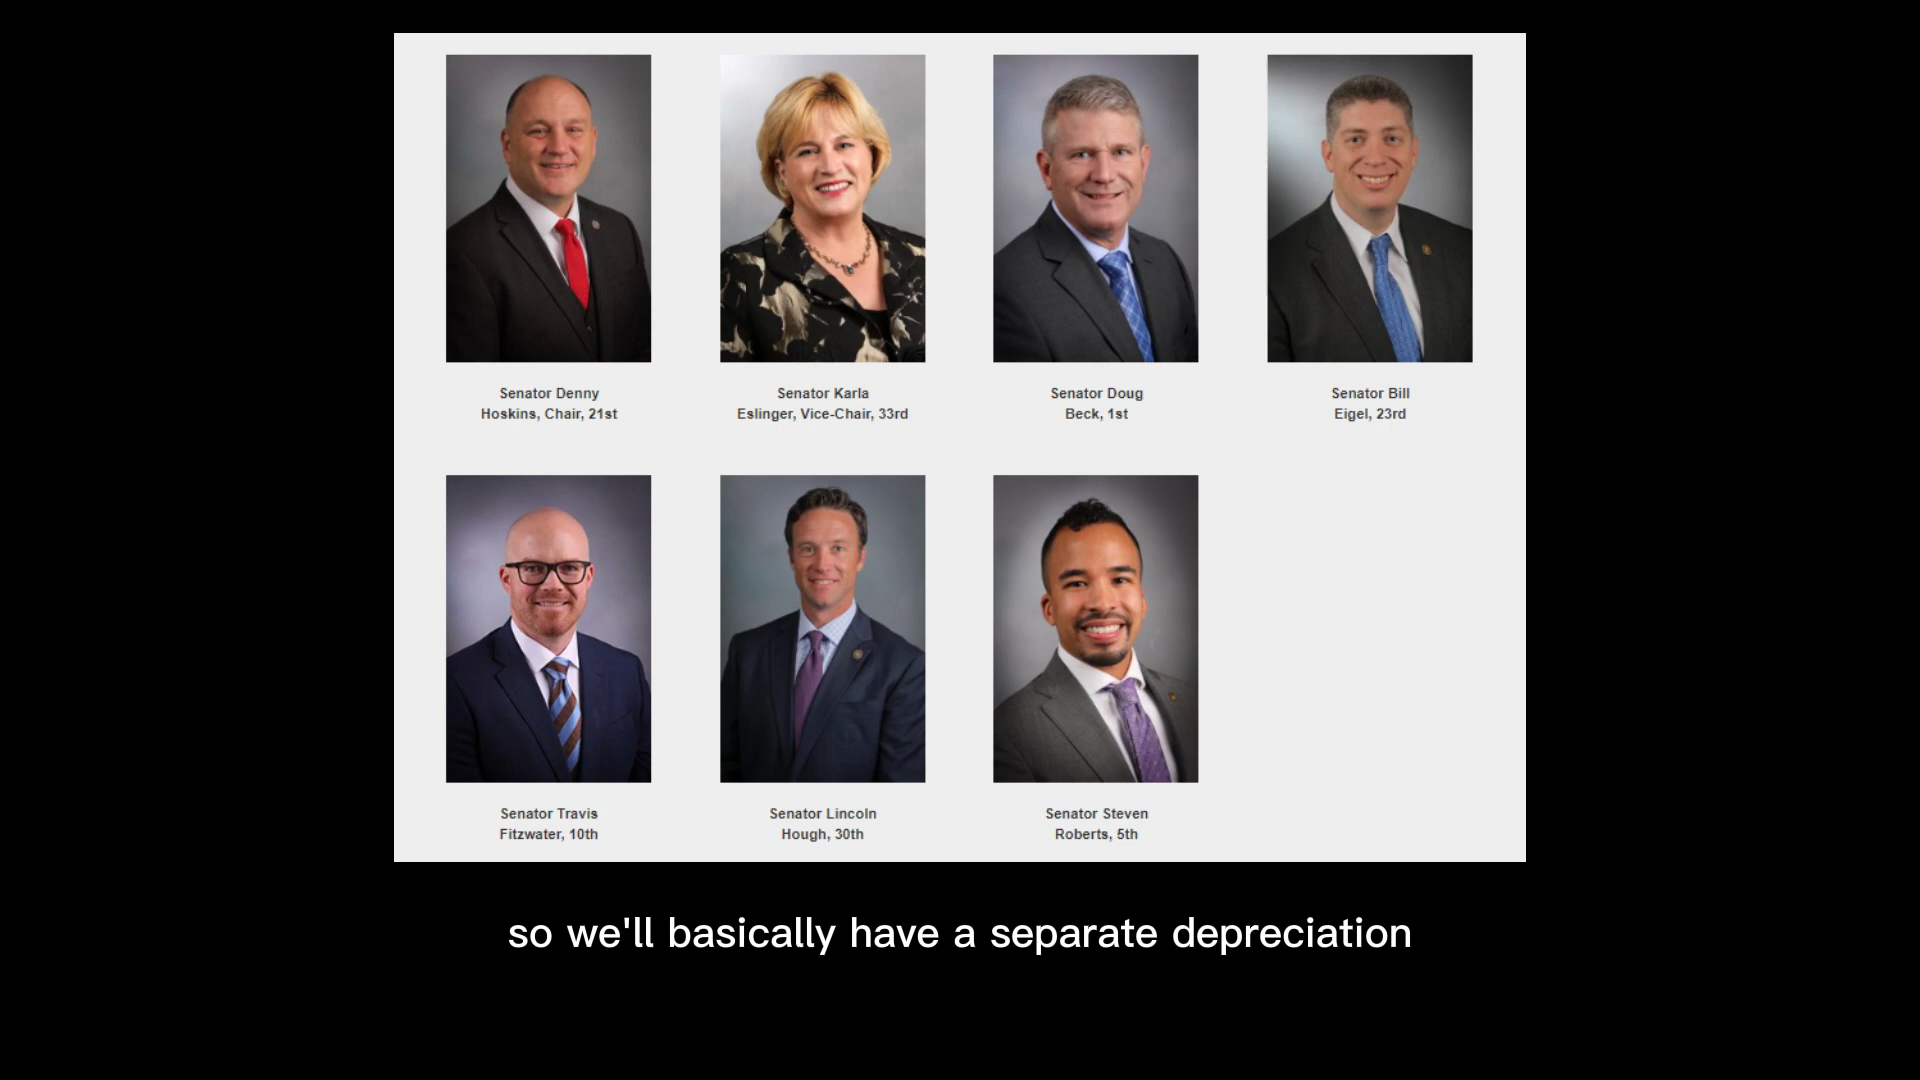 Senator Denny
Hoskins, Chair, 21st
Senator Karla
Eslinger, Vice-Chair, 33rd
Senator Doug
Beck, 1st
Senator Bill
Eigel, 23rd
Senator Travis
Fitzwater, 10th
Senator Lincoln
Hough, 30th
Senator Steven
Roberts, 5th
so we'll basically have a separate depreciation